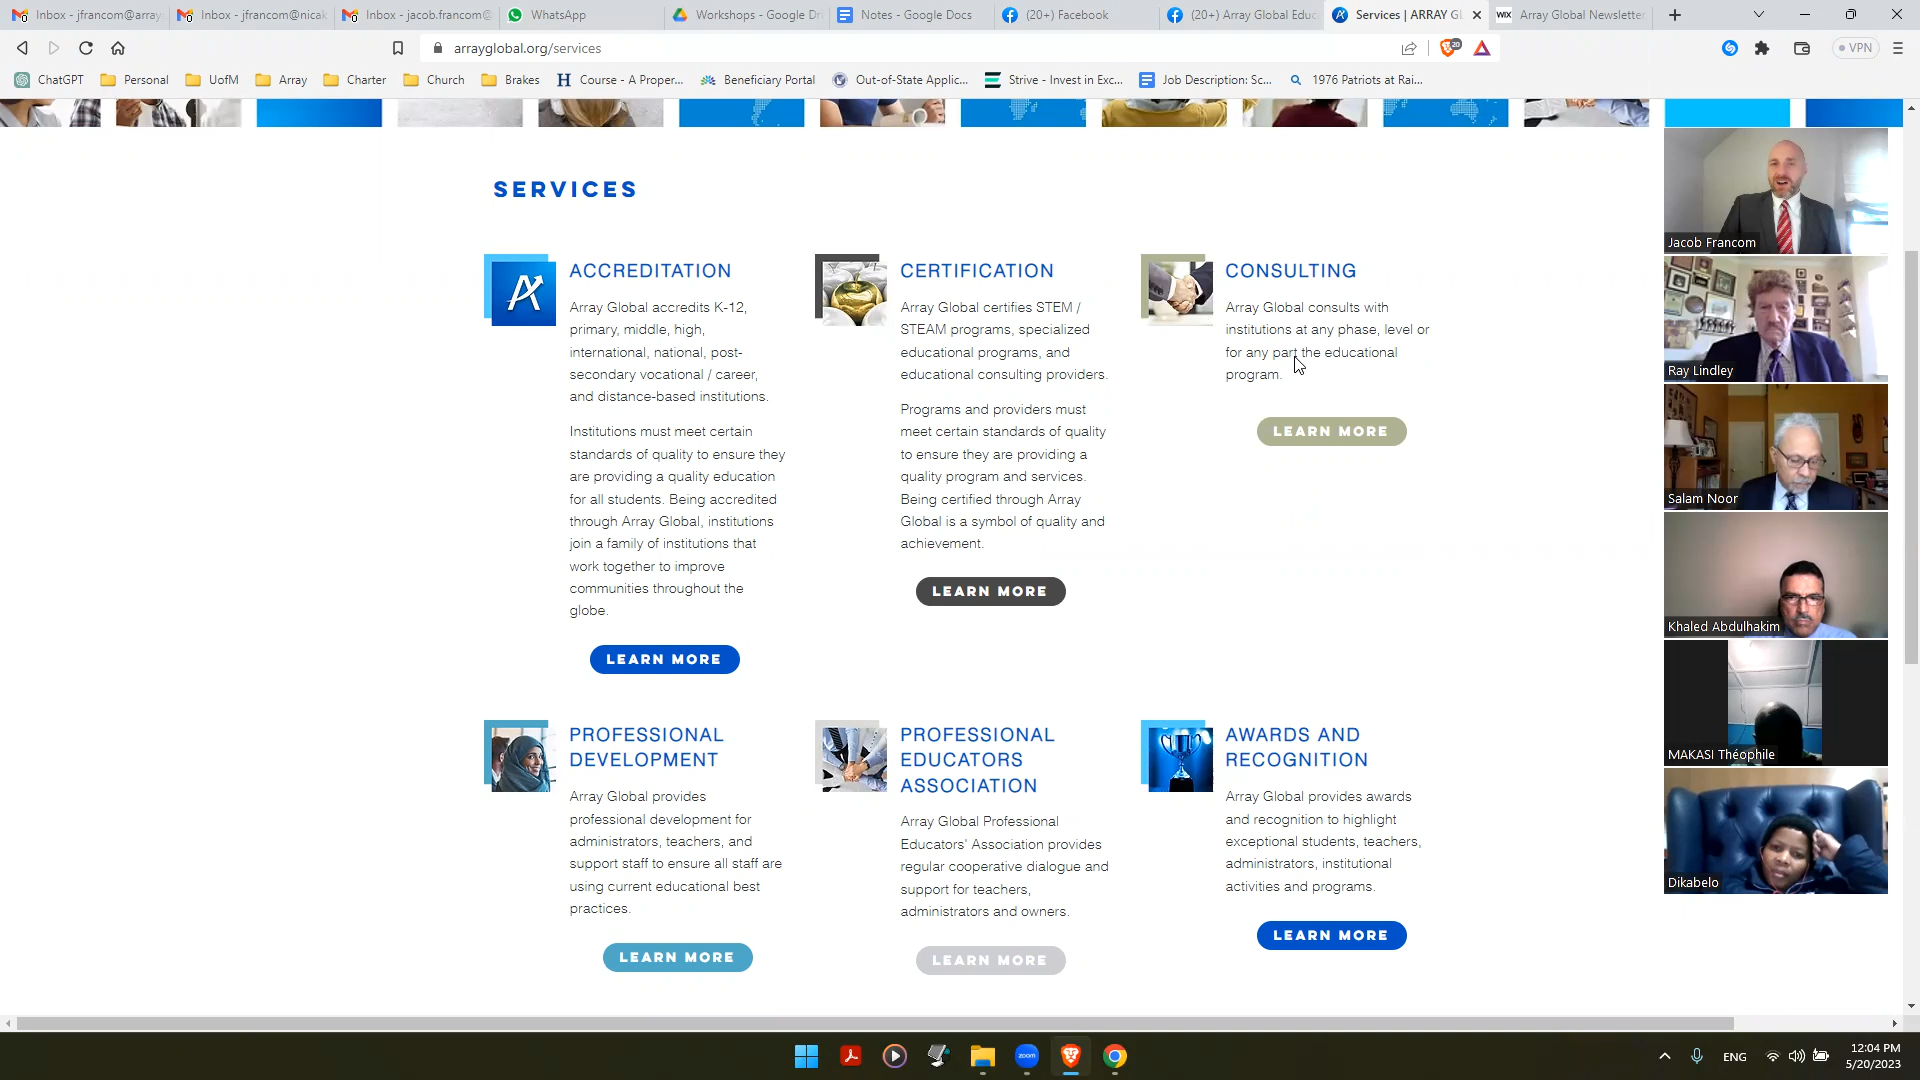 Inbox - jfrancom@array
Inbox - jfrancom@nicak
Inbox - jacob.francom@
WhatsApp
Workshops - Google Dri
Notes - Google Docs
(20+) Facebook
(20+) Array Global Educ
Services | ARRAY GL
WIX
Array Global Newsletter
arrayglobal.org/services
20
VPN
ChatGPT
Personal
UofM
Array
Charter
Church
Brakes
H
Course - A Proper...
Beneficiary Portal
Out-of-State Applic...
Strive - Invest in Exc...
Job Description: Sc...
1976 Patriots at Rai...
SERVICES
ACCREDITATION
Array Global accredits K-12,
primary, middle, high,
international, national, post-
secondary vocational / career,
and distance-based institutions.
Institutions must meet certain
standards of quality to ensure they
are providing a quality education
for all students. Being accredited
through Array Global, institutions
join a family of institutions that
work together to improve
communities throughout the
globe.
LEARN MORE
CERTIFICATION
Array Global certifies STEM /
STEAM programs, specialized
educational programs, and
educational consulting providers.
Programs and providers must
meet certain standards of quality
to ensure they are providing a
quality program and services.
Being certified through Array
Global is a symbol of quality and
achievement.
LEARN MORE
CONSULTING
Array Global consults with
institutions at any phase, level or
for any part the educational
program.
LEARN MORE
PROFESSIONAL
DEVELOPMENT
Array Global provides
professional development for
administrators, teachers, and
support staff to ensure all staff are
using current educational best
practices.
LEARN MORE
PROFESSIONAL
EDUCATORS
ASSOCIATION
Array Global Professional
Educators' Association provides
regular cooperative dialogue and
support for teachers,
administrators and owners.
LEARN MORE
AWARDS AND
RECOGNITION
Array Global provides awards
and recognition to highlight
exceptional students, teachers,
administrators, institutional
activities and programs.
LEARN MORE
Jacob Francom
Ray Lindley
Salam Noor
Khaled Abdulhakim
MAKASI Théophile
Dikabelo
zoom
ENG
12:04 PM
5/20/2023